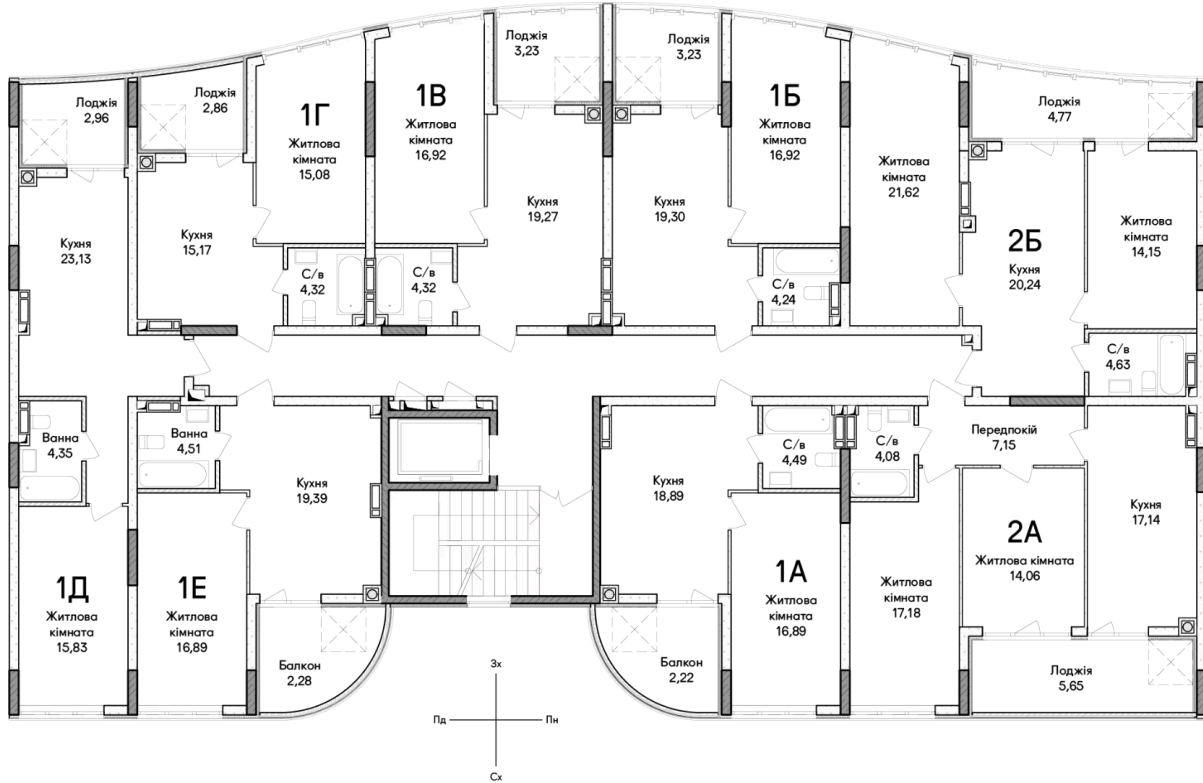 Лоджія
2,96
Лоджія
2,86
1Г
Житлова
кімната
15,08
1В
Житлова
кімната
16,92
Лоджія
3,23
Лоджія
3,23
1Б
Житлова
кімната
16,92
Житлова
кімната
21,62
Лоджія
4,77
Кухня
23,13
Кухня
15,17
С/в
4,32
С/в
4,32
Кухня
19,27
Кухня
19,30
С/в
4,24
2Б
Кухня
20,24
Житлова
кімната
14,15
С/в
4,63
Ванна
4,35
Ванна
4,51
Кухня
19,39
Кухня
18,89
С/в
4,49
С/в
4,08
Передпокій
7,15
Кухня
17,14
1Д
Житлова
кімната
15,83
1Е
Житлова
кімната
16,89
Балкон
2,28
Балкон
2,22
1А
Житлова
кімната
16,89
Житлова
кімната
17,18
2А
Житлова кімната
14,06
Лоджія
5,65
Зх
Пд
Пн
Сх